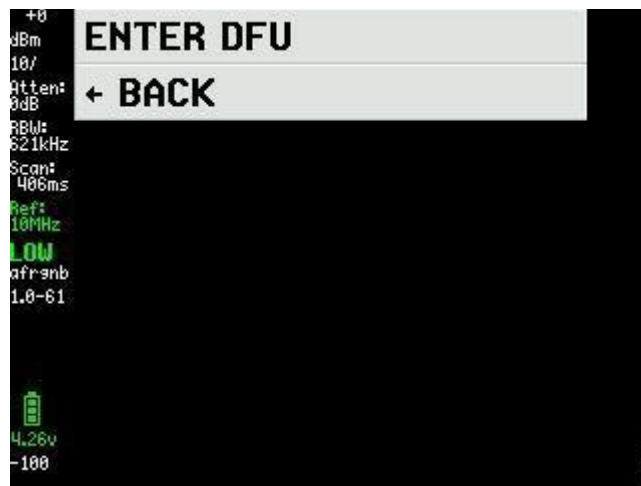 +0
dBm
10/
Atten:
0dB
RBW:
621kHz
Scan:
406ms
Ref:
10MHz
LOW
afrgnb
1.0-61
4.26v
-100
ENTER DFU
← BACK